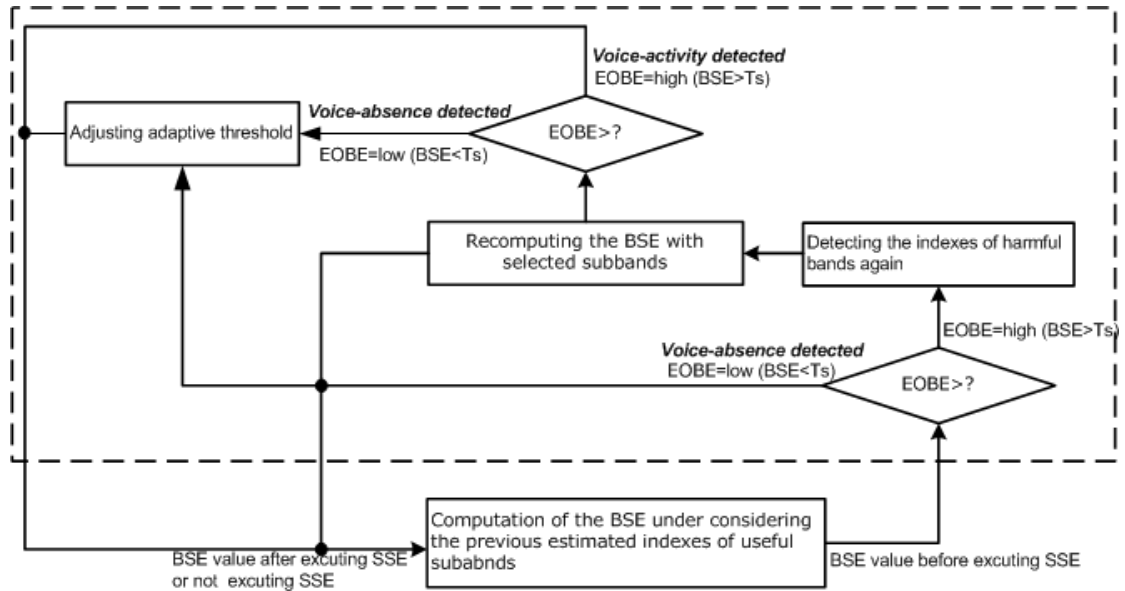 Voice-activity detected
EOBE=high (BSE>Ts)
Voice-absence detected
Adjusting adaptive threshold
EOBE>?
EOBE=low (BSE<Ts)
Recomputing the BSE with
selected subbands
Detecting the indexes of harmful
bands again
EOBE=high (BSE>Ts)
Voice-absence detected
EOBE=low (BSE<Ts)
EOBE>?
Computation of the BSE under considering
the previous estimated indexes of useful
subabnds
BSE value after excuting SSE
or not excuting SSE
BSE value before excuting SSE